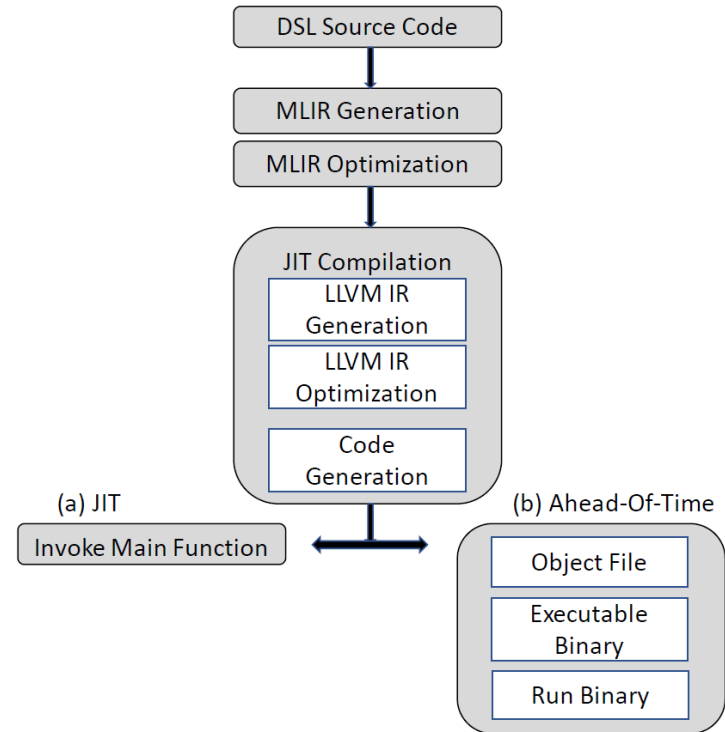 DSL Source Code
MLIR Generation
MLIR Optimization
JIT Compilation
LLVM IR
Generation
LLVM IR
Optimization
Code
Generation
(a) JIT
Invoke Main Function
(b) Ahead-Of-Time
Object File
Executable
Binary
Run Binary